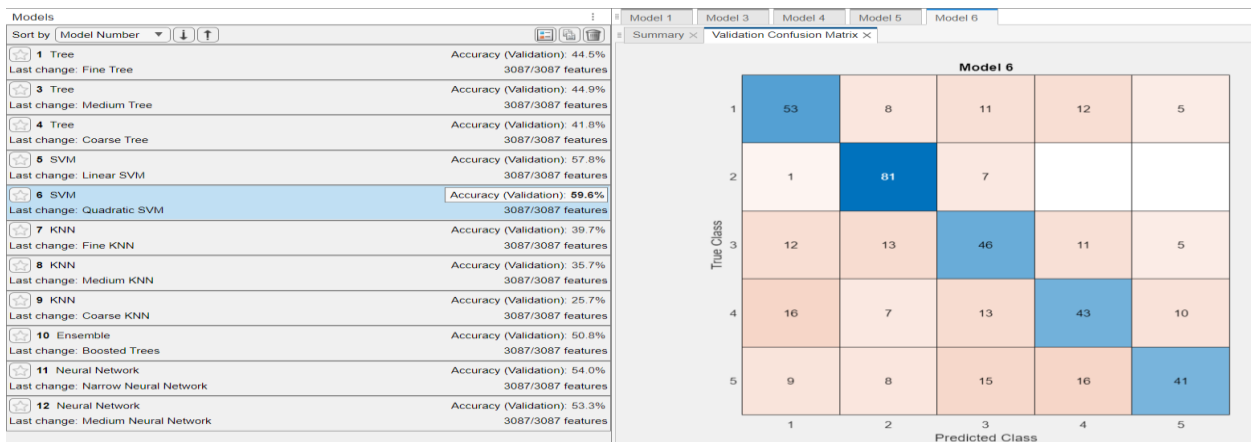 Models
Sort by Model Number
1 Tree Accuracy (Validation): 44.5%
Last change: Fine Tree 3087/3087 features
3 Tree Accuracy (Validation): 44.9%
Last change: Medium Tree 3087/3087 features
4 Tree Accuracy (Validation): 41.8%
Last change: Coarse Tree 3087/3087 features
5 SVM Accuracy (Validation): 57.8%
Last change: Linear SVM 3087/3087 features
6 SVM Accuracy (Validation): 59.6%
Last change: Quadratic SVM 3087/3087 features
7 KNN Accuracy (Validation): 39.7%
Last change: Fine KNN 3087/3087 features
8 KNN Accuracy (Validation): 35.7%
Last change: Medium KNN 3087/3087 features
9 KNN Accuracy (Validation): 25.7%
Last change: Coarse KNN 3087/3087 features
10 Ensemble Accuracy (Validation): 50.8%
Last change: Boosted Trees 3087/3087 features
11 Neural Network Accuracy (Validation): 54.0%
Last change: Narrow Neural Network 3087/3087 features
12 Neural Network Accuracy (Validation): 53.3%
Last change: Medium Neural Network 3087/3087 features
Model 1 Model 3 Model 4 Model 5 Model 6
Summary Validation Confusion Matrix
Model 6
True Class
1 53 8 11 12 5
2 1 81 7
3 12 13 46 11 5
4 16 7 13 43 10
5 9 8 15 16 41
1 2 3 4 5
Predicted Class